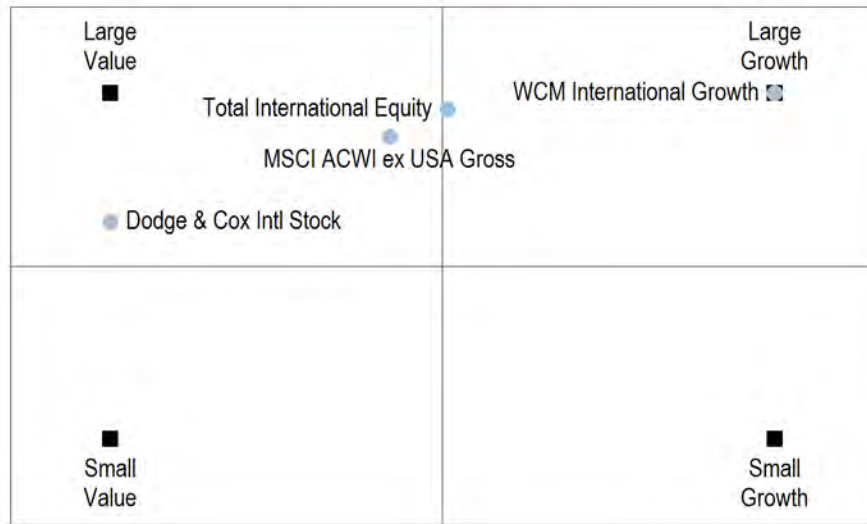 Large
Value
Large
Growth
WCM International Growth
Total International Equity
MSCI ACWI ex USA Gross
Dodge & Cox Intl Stock
Small
Value
Small
Growth